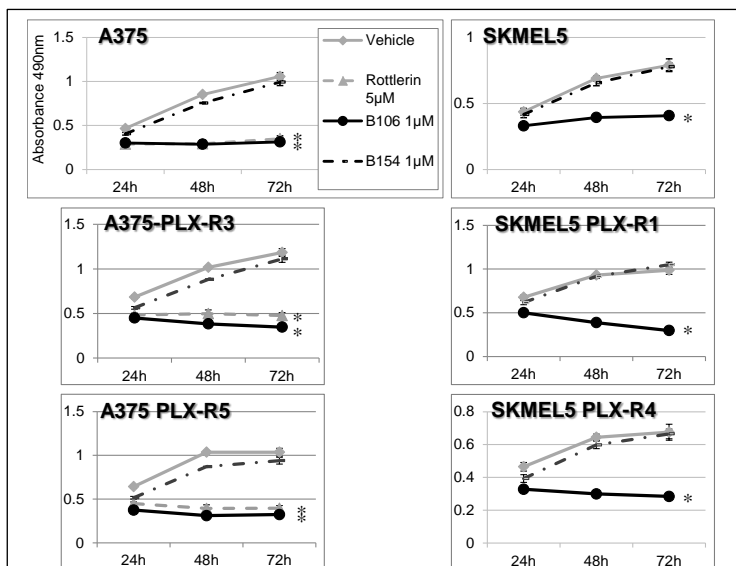 A375
Absorbance 490nm
1.5
1
0.5
0
24h 48h 72h
* *
Vehicle
Rottlerin
5µM
B106 1µM
B154 1µM
SKMEL5
1
0.5
0
24h 48h 72h
*
A375-PLX-R3
1.5
1
0.5
0
24h 48h 72h
*
*
SKMEL5 PLX-R1
1.5
1
0.5
0
24h 48h 72h
*
A375 PLX-R5
1.5
1
0.5
0
24h 48h 72h
* *
SKMEL5 PLX-R4
0.8
0.6
0.4
0.2
0
24h 48h 72h
*